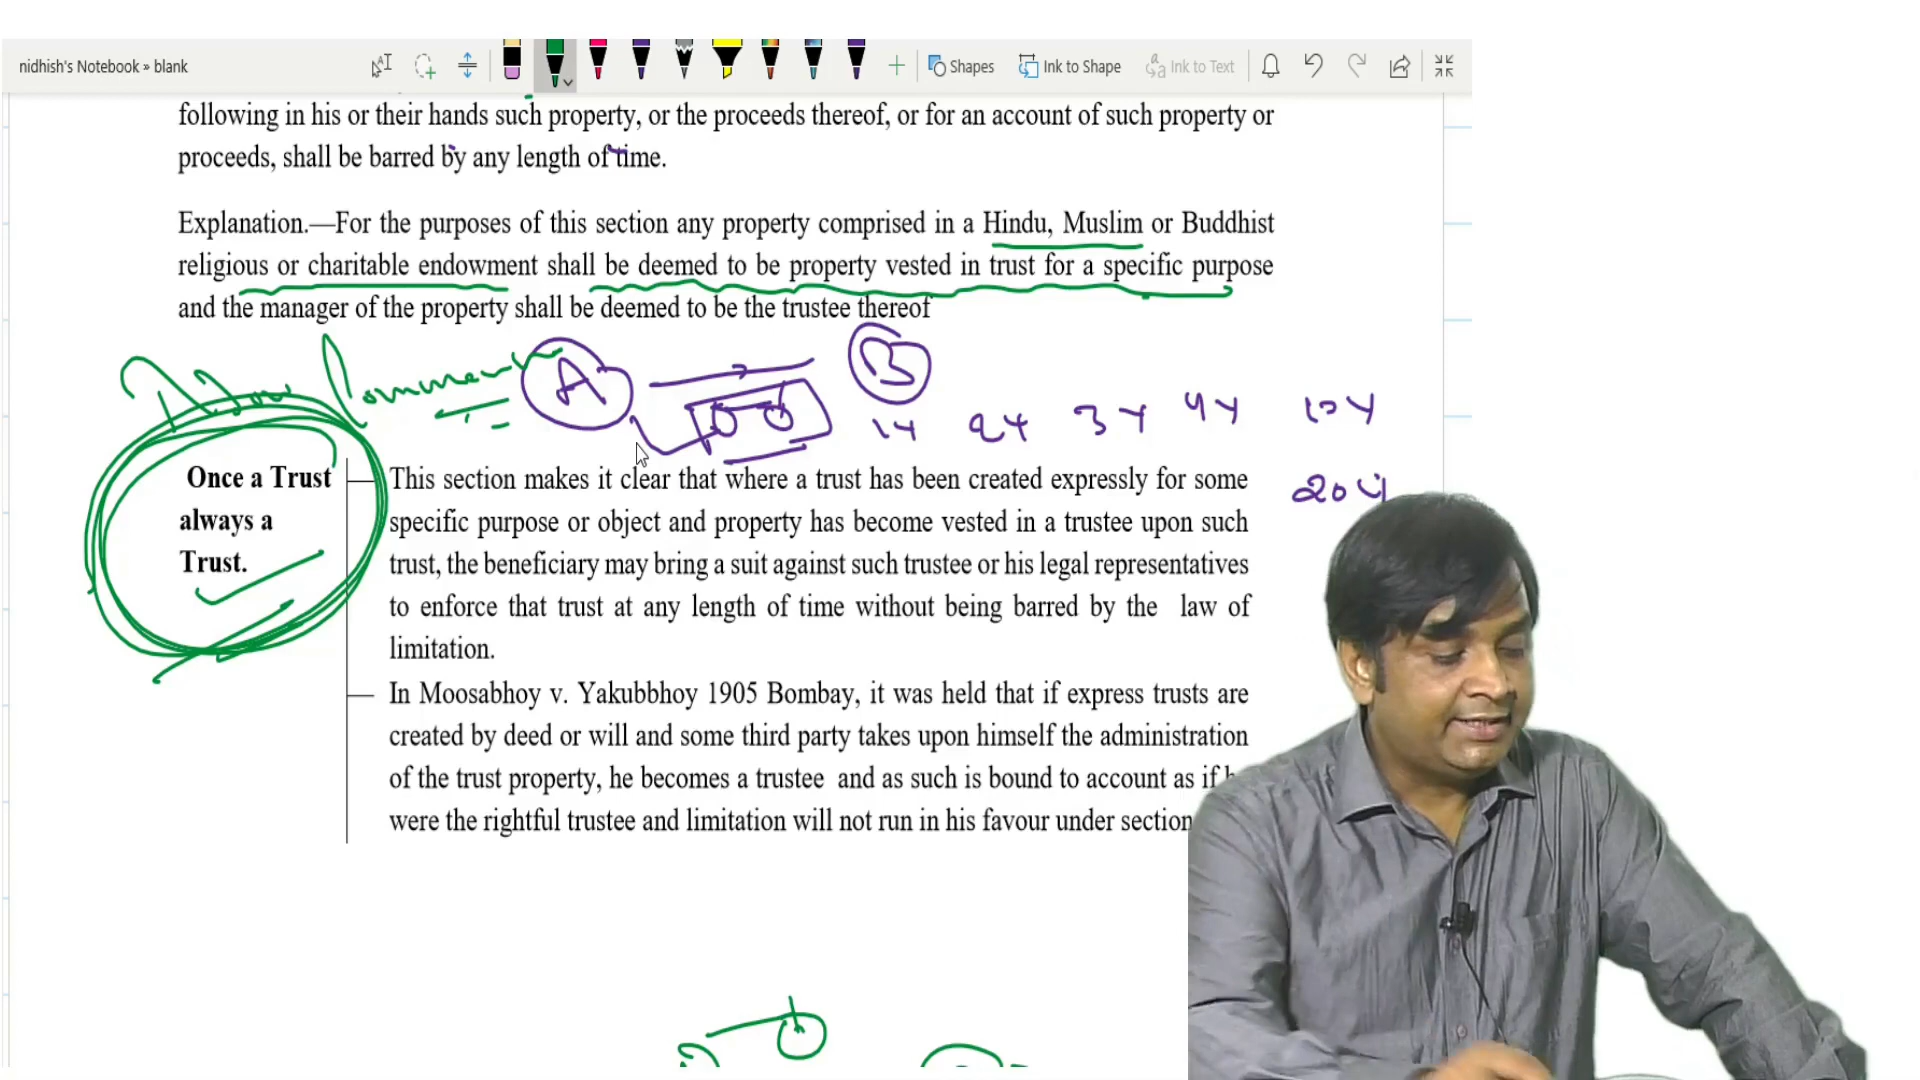 nidhish's Notebook » blank
Shapes
Ink to Shape
Ink to Text
following in his or their hands such property, or the proceeds thereof, or for an account of such property or
proceeds, shall be barred by any length of time.
Explanation.—For the purposes of this section any property comprised in a Hindu, Muslim or Buddhist
religious or charitable endowment shall be deemed to be property vested in trust for a specific purpose
and the manager of the property shall be deemed to be the trustee thereof
A
B
1Y 2Y 3Y 4Y 10Y
20Y
Once a Trust
always a
Trust.
This section makes it clear that where a trust has been created expressly for some
specific purpose or object and property has become vested in a trustee upon such
trust, the beneficiary may bring a suit against such trustee or his legal representatives
to enforce that trust at any length of time without being barred by the law of
limitation.
In Moosabhoy v. Yakubbhoy 1905 Bombay, it was held that if express trusts are
created by deed or will and some third party takes upon himself the administration
of the trust property, he becomes a trustee and as such is bound to account as if
were the rightful trustee and limitation will not run in his favour under section